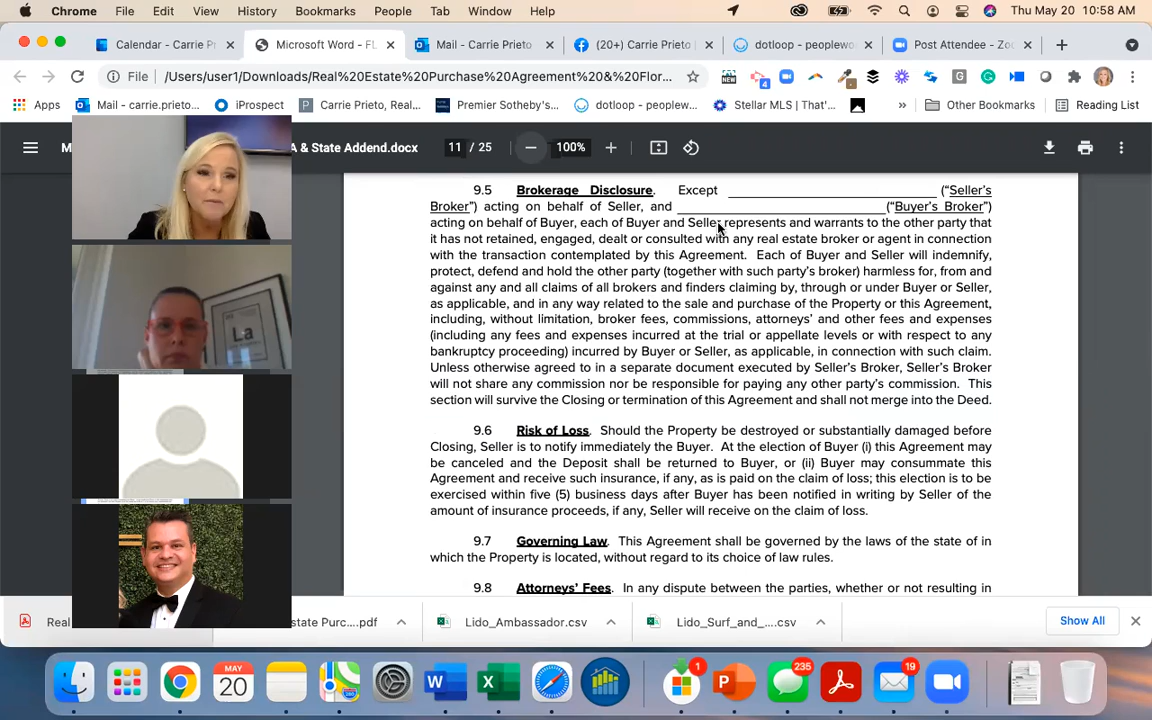 Chrome File Edit View History Bookmarks People Tab Window Help Thu May 20 10:58 AM
Calendar - Carrie Pr
Microsoft Word - FL
Mail - Carrie Prieto
(20+) Carrie Prieto
dotloop - peoplewo
Post Attendee - Zo
File /Users/user1/Downloads/Real%20Estate%20Purchase%20Agreement%20&%20Flor...
NEW
4
G
Apps
Mail - carrie.prieto...
iProspect
Carrie Prieto, Real...
Premier Sotheby's...
dotloop - peoplew...
Stellar MLS | That'...
»
Other Bookmarks
Reading List
M
A & State Addend.docx
11 / 25
100%
9.5 Brokerage Disclosure. Except ____________ (“Seller’s
Broker”) acting on behalf of Seller, and ____________ (“Buyer’s Broker”)
acting on behalf of Buyer, each of Buyer and Seller represents and warrants to the other party that
it has not retained, engaged, dealt or consulted with any real estate broker or agent in connection
with the transaction contemplated by this Agreement. Each of Buyer and Seller will indemnify,
protect, defend and hold the other party (together with such party’s broker) harmless for, from and
against any and all claims of all brokers and finders claiming by, through or under Buyer or Seller,
as applicable, and in any way related to the sale and purchase of the Property or this Agreement,
including, without limitation, broker fees, commissions, attorneys’ and other fees and expenses
(including any fees and expenses incurred at the trial or appellate levels or with respect to any
bankruptcy proceeding) incurred by Buyer or Seller, as applicable, in connection with such claim.
Unless otherwise agreed to in a separate document executed by Seller’s Broker, Seller’s Broker
will not share any commission nor be responsible for paying any other party’s commission. This
section will survive the Closing or termination of this Agreement and shall not merge into the Deed.
9.6 Risk of Loss. Should the Property be destroyed or substantially damaged before
Closing, Seller is to notify immediately the Buyer. At the election of Buyer (i) this Agreement may
be canceled and the Deposit shall be returned to Buyer, or (ii) Buyer may consummate this
Agreement and receive such insurance, if any, as is paid on the claim of loss; this election is to be
exercised within five (5) business days after Buyer has been notified in writing by Seller of the
amount of insurance proceeds, if any, Seller will receive on the claim of loss.
9.7 Governing Law. This Agreement shall be governed by the laws of the state of in
which the Property is located, without regard to its choice of law rules.
9.8 Attorneys’ Fees. In any dispute between the parties, whether or not resulting in
La
Real
state Purc....pdf
Lido_Ambassador.csv
Lido_Surf_and_....csv
Show All
MAY
20
W
X
1
P
235
19